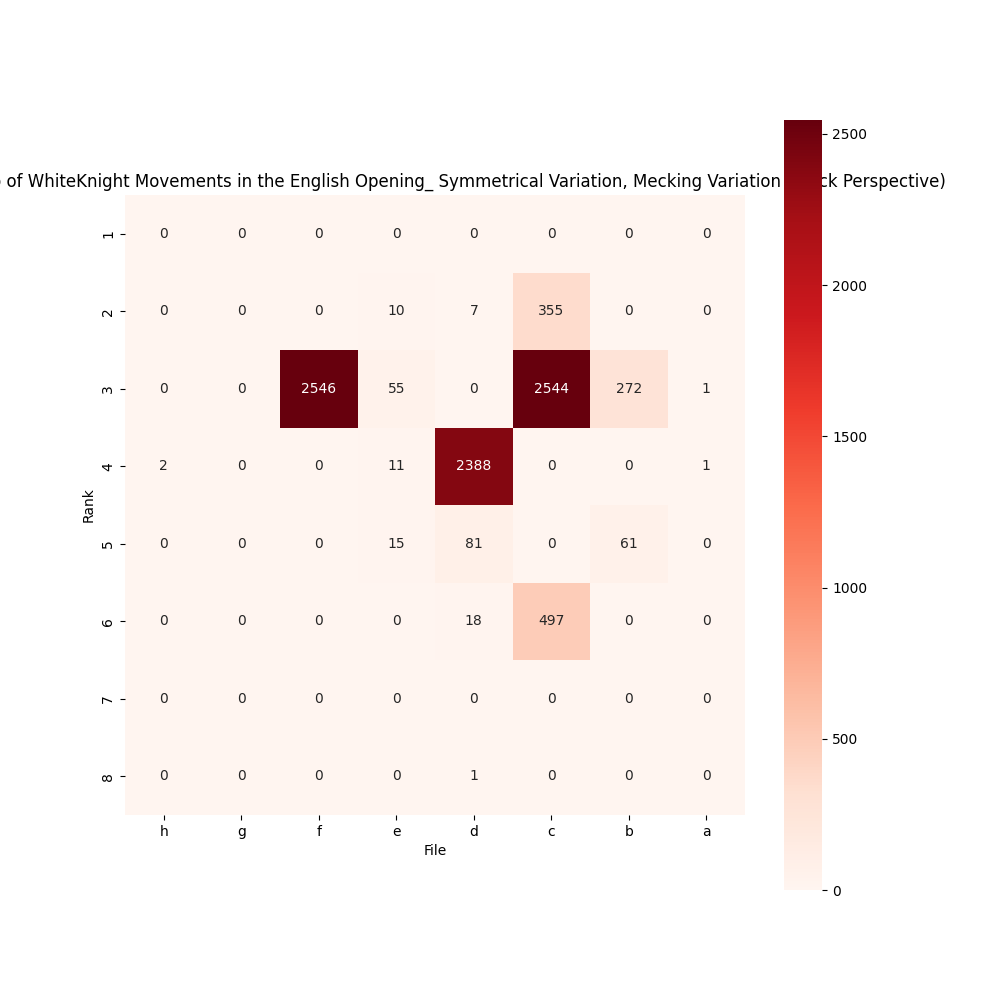 of WhiteKnight Movements in the English Opening_ Symmetrical Variation, Mecking Variation Perspective)
2500
2000
1500
1000
500
0
Rank
1 0 0 0 0 0 0 0 0
2 0 0 0 10 7 355 0 0
3 0 0 2546 55 0 2544 272 1
4 2 0 0 11 2388 0 0 1
5 0 0 0 15 81 0 61 0
6 0 0 0 0 18 497 0 0
7 0 0 0 0 0 0 0 0
8 0 0 0 0 1 0 0 0
h g f e d c b a
File